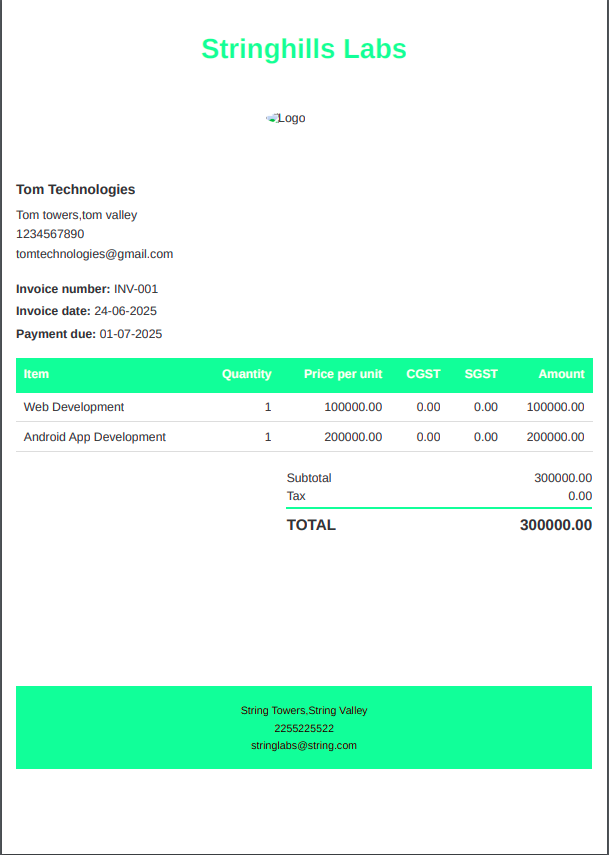 Stringhills Labs
Logo
Tom Technologies
Tom towers,tom valley
1234567890
tomtechnologies@gmail.com
Invoice number: INV-001
Invoice date: 24-06-2025
Payment due: 01-07-2025
Item Quantity Price per unit CGST SGST Amount
Web Development 1 100000.00 0.00 0.00 100000.00
Android App Development 1 200000.00 0.00 0.00 200000.00
Subtotal 300000.00
Tax 0.00
TOTAL 300000.00
String Towers,String Valley
2255225522
stringlabs@string.com